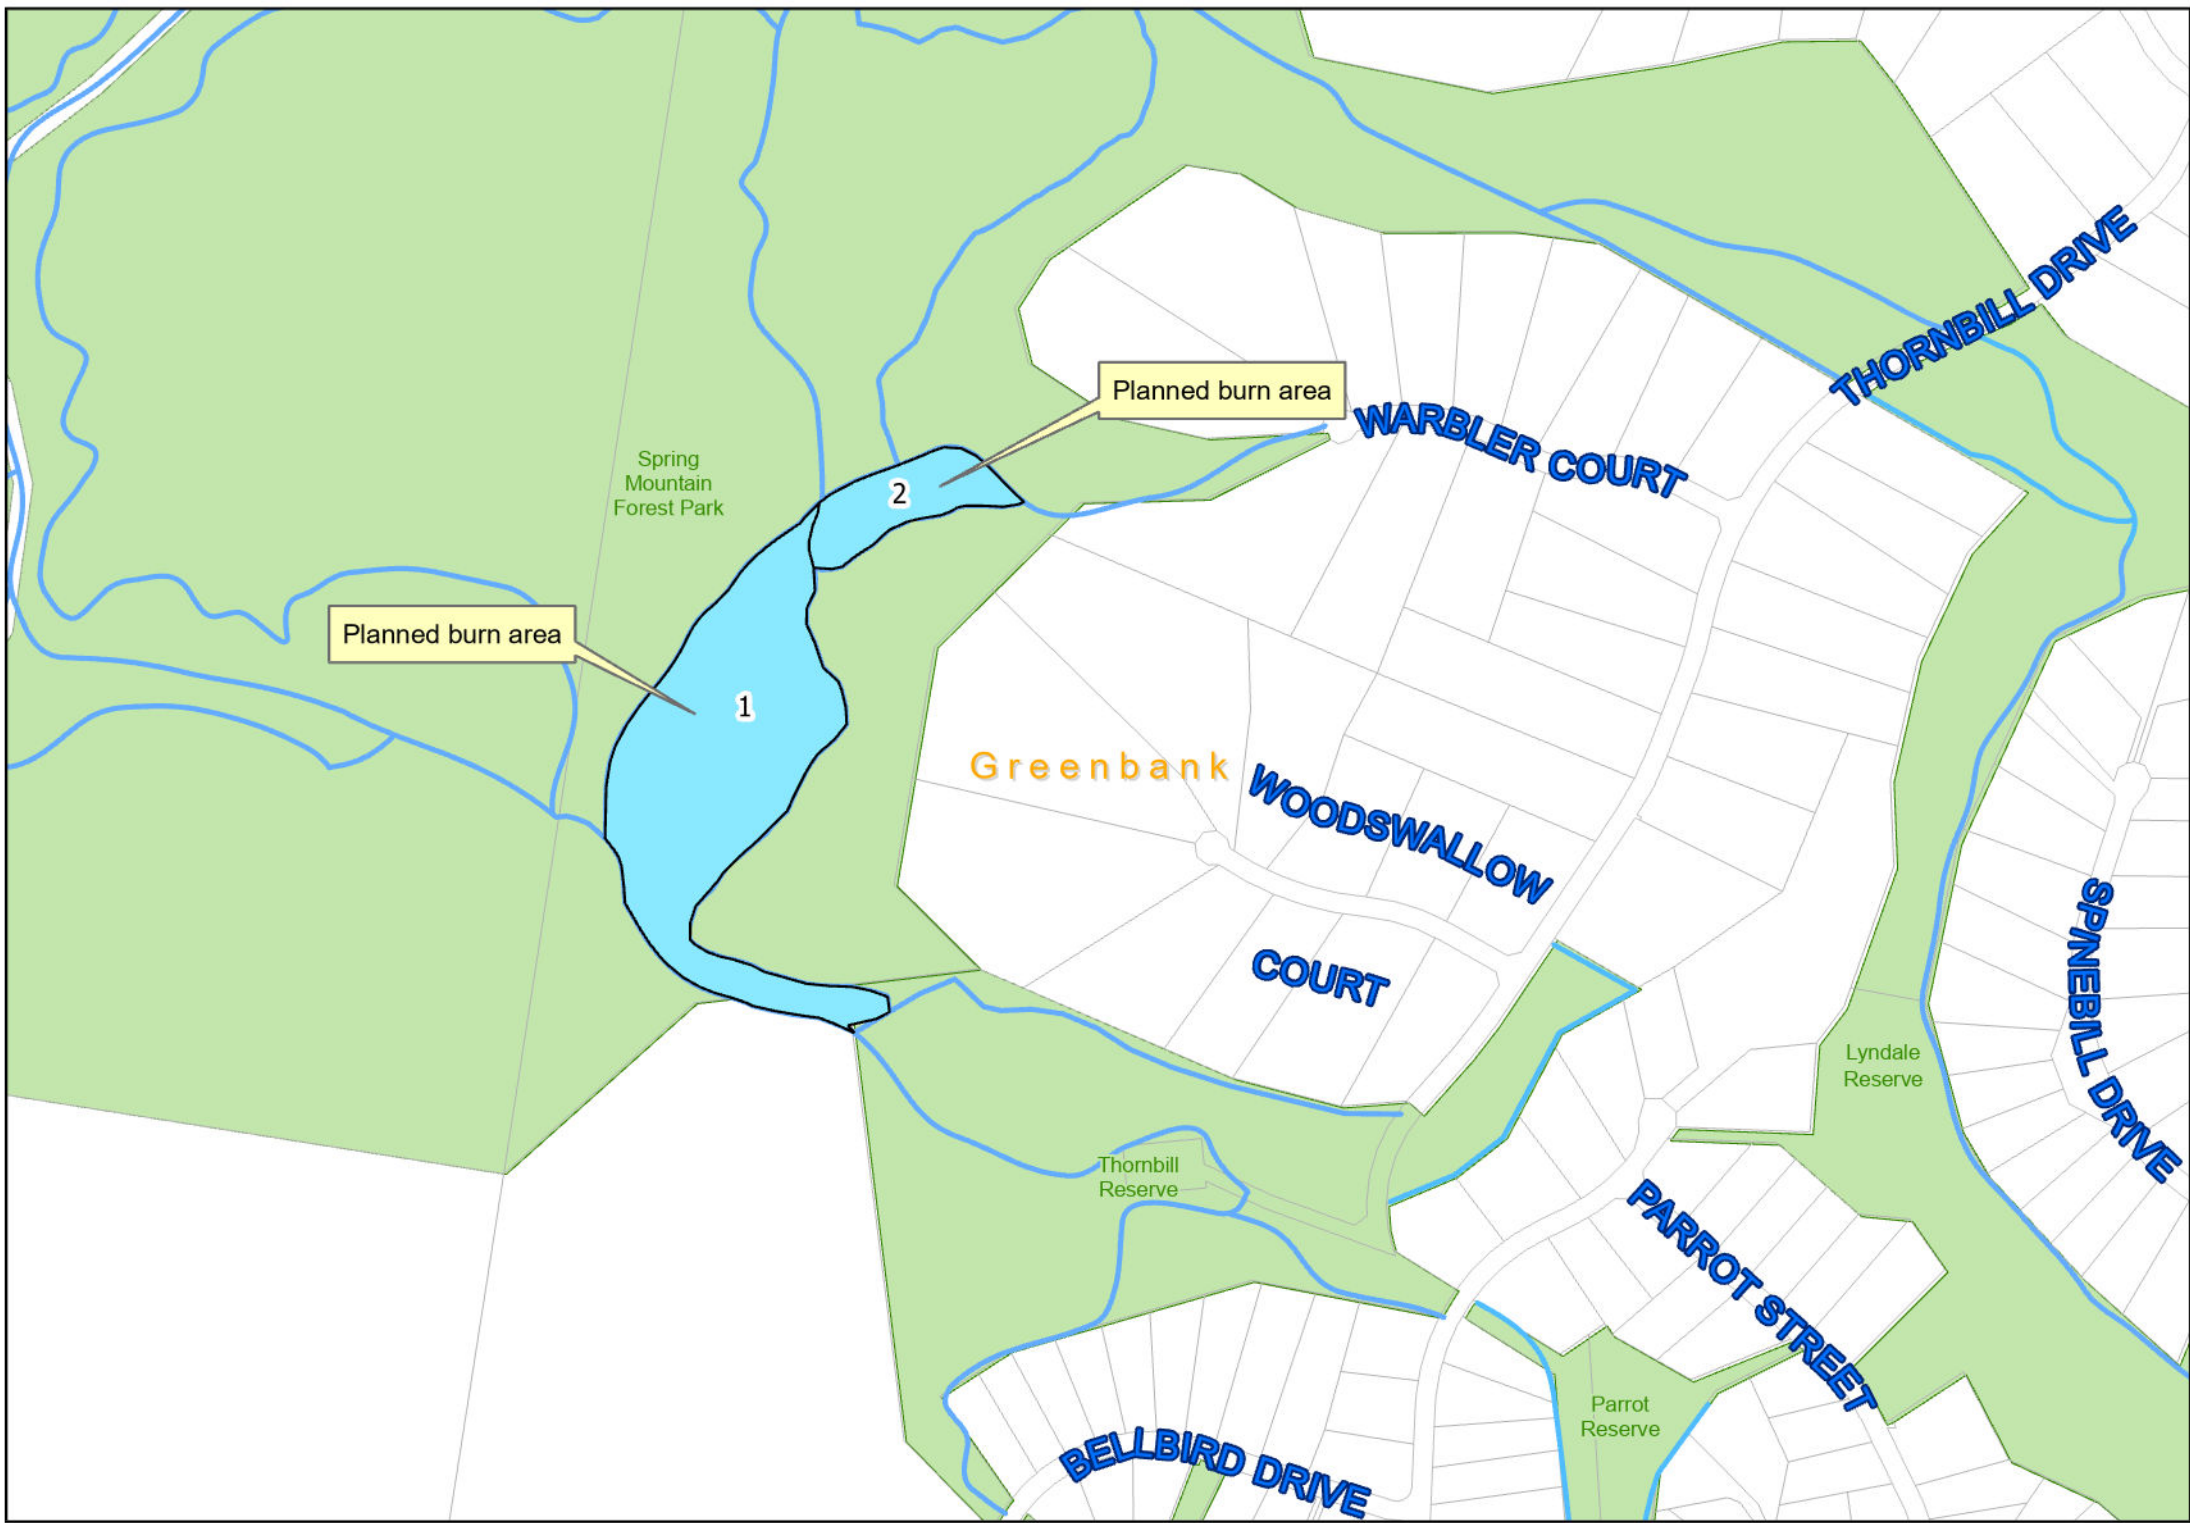 THORNBILL DRIVE
Planned burn area
WARBLER COURT
Spring
Mountain
Forest Park
2
Planned burn area
1
Greenbank
WOODSWALLOW
COURT
SPINEBILL DRIVE
Lyndale
Reserve
Thornbill
Reserve
PARROT STREET
Parrot
Reserve
BELLBIRD DRIVE